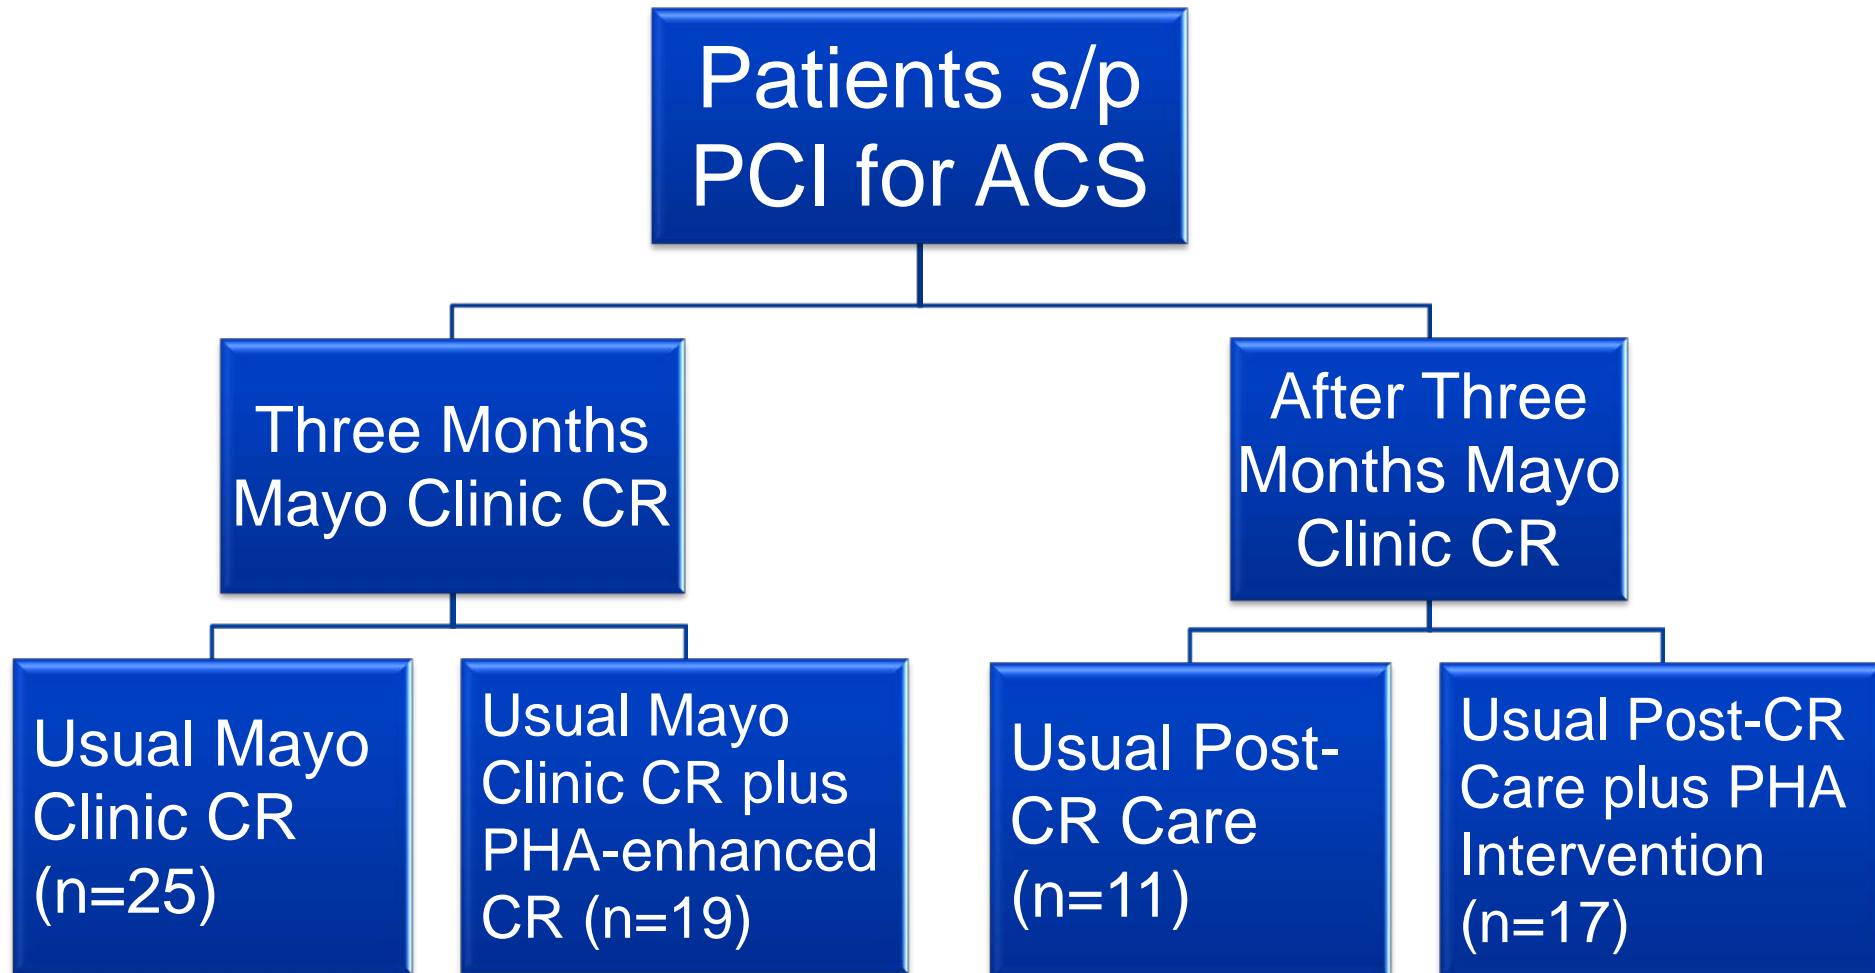 Patients s/p
PCI for ACS
Three Months
Mayo Clinic CR
After Three
Months Mayo
Clinic CR
Usual Mayo
Clinic CR
(n=25)
Usual Mayo
Clinic CR plus
PHA-enhanced
CR (n=19)
Usual Post-
CR Care
(n=11)
Usual Post-CR
Care plus PHA
Intervention
(n=17)